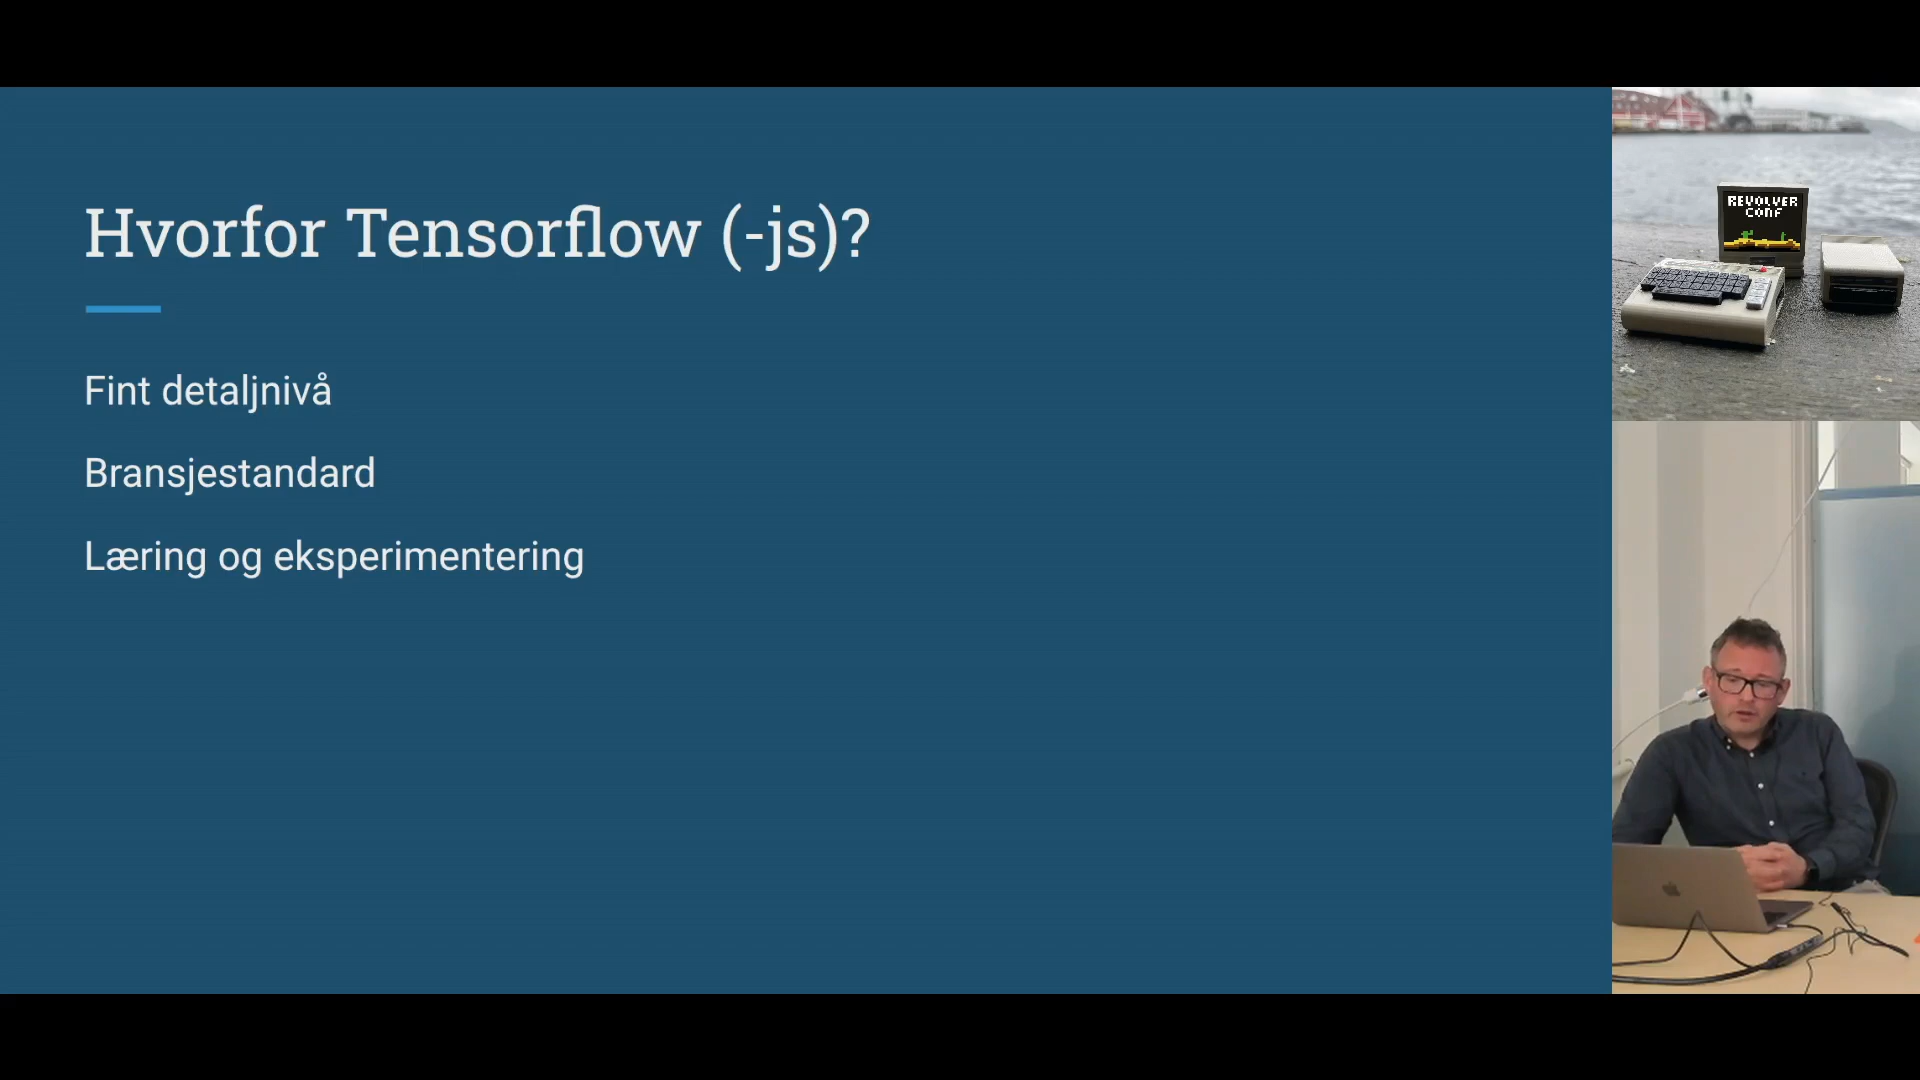 Hvorfor Tensorflow (-js)?
Fint detaljnivå
Bransjestandard
Læring og eksperimentering
REVOLVER
CONF